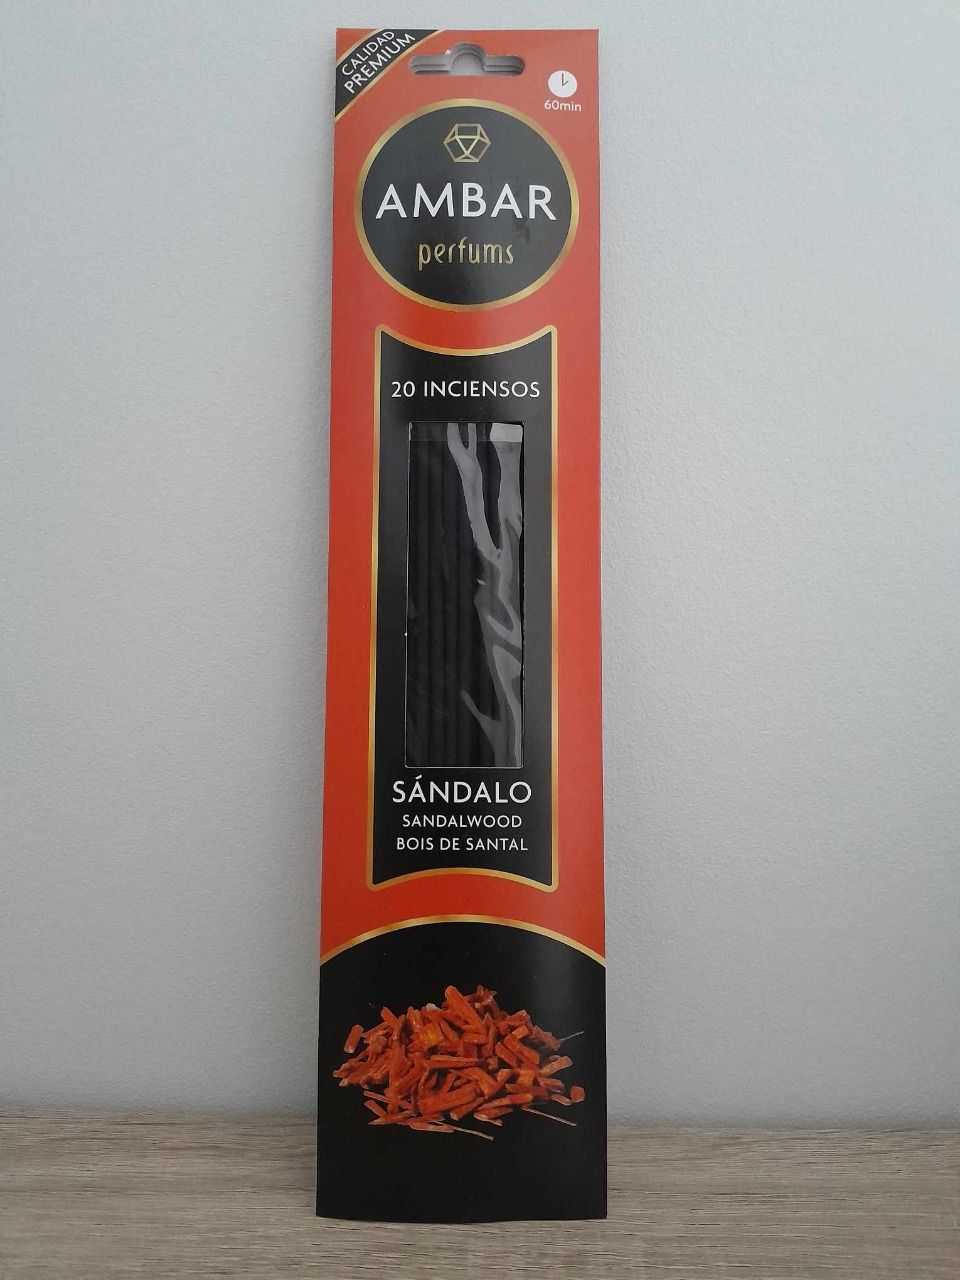 CALIDAD
PREMIUM
60min
AMBAR
perfums
20 INCIENSOS
SÁNDALO
SANDALWOOD
BOIS DE SANTAL